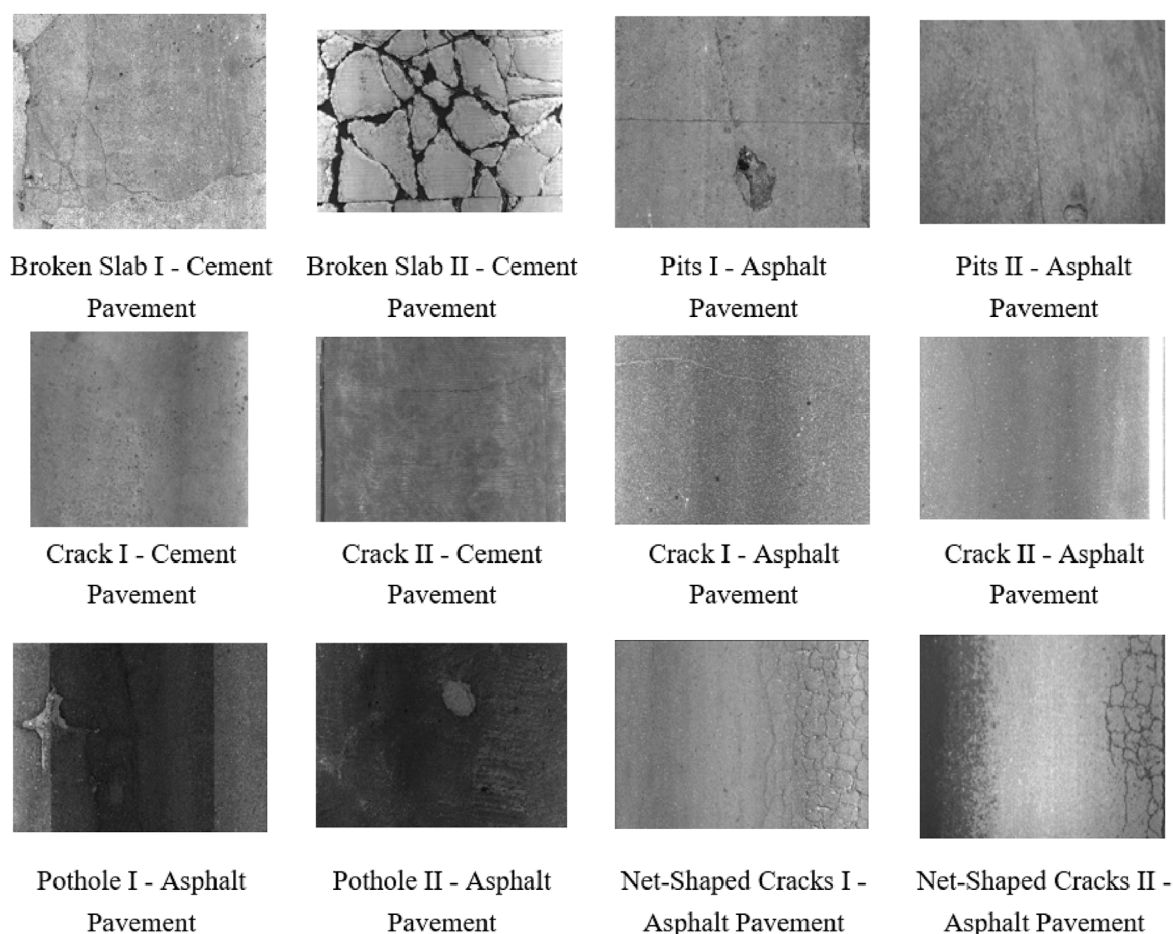 Broken Slab I - Cement
Pavement
Broken Slab II - Cement
Pavement
Pits I - Asphalt
Pavement
Pits II - Asphalt
Pavement
Crack I - Cement
Pavement
Crack II - Cement
Pavement
Crack I - Asphalt
Pavement
Crack II - Asphalt
Pavement
Pothole I - Asphalt
Pavement
Pothole II - Asphalt
Pavement
Net-Shaped Cracks I -
Asphalt Pavement
Net-Shaped Cracks II -
Asphalt Pavement